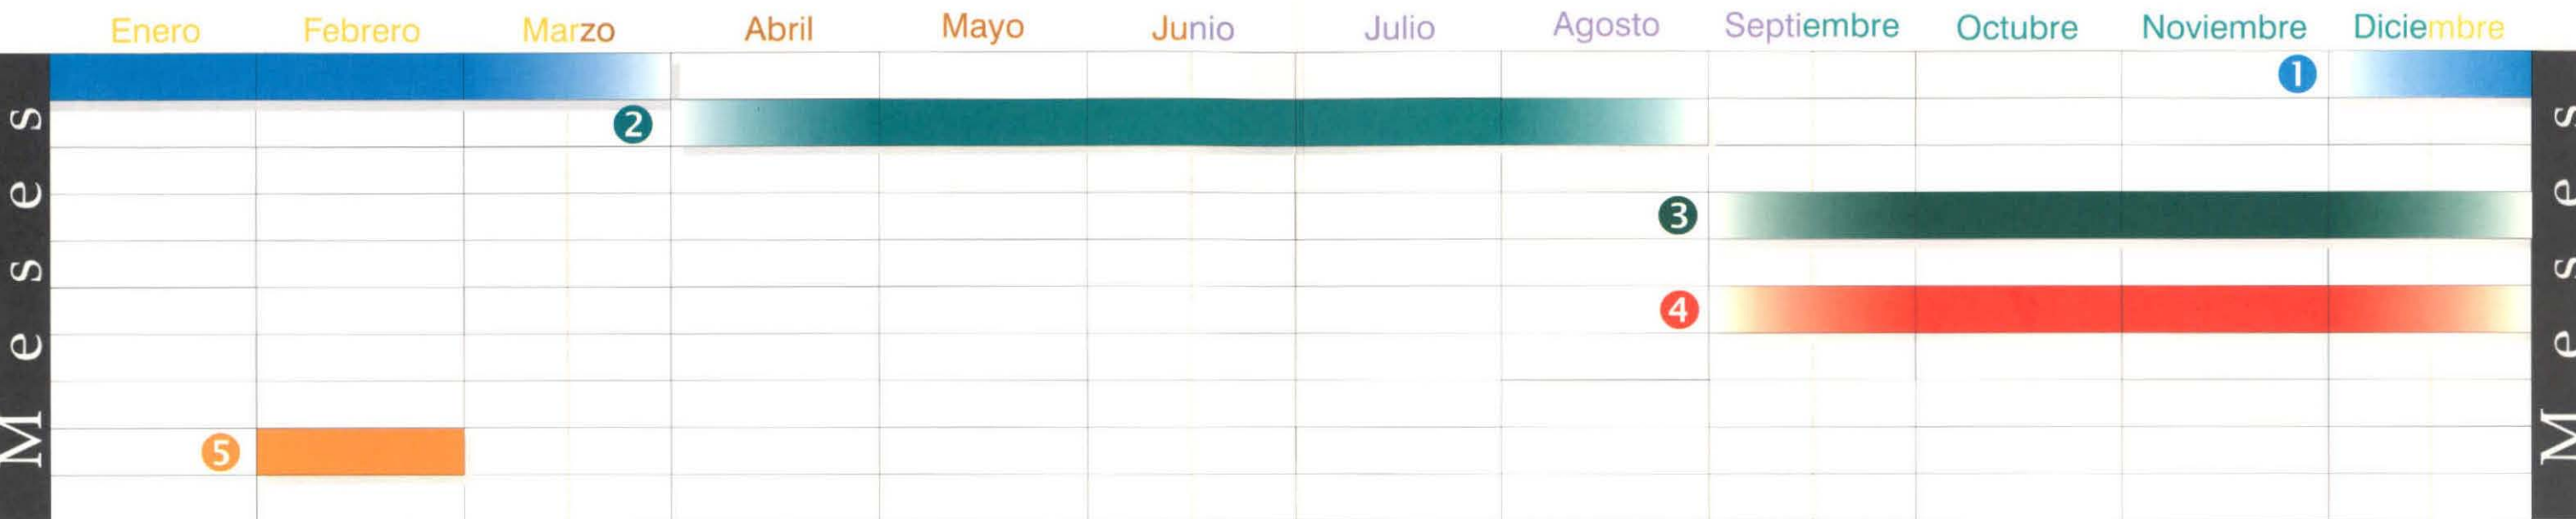 Enero Febrero Marzo Abril Mayo Junio Julio Agosto Septiembre Octubre Noviembre Diciembre
1
2
3
4
5
Meses
Meses